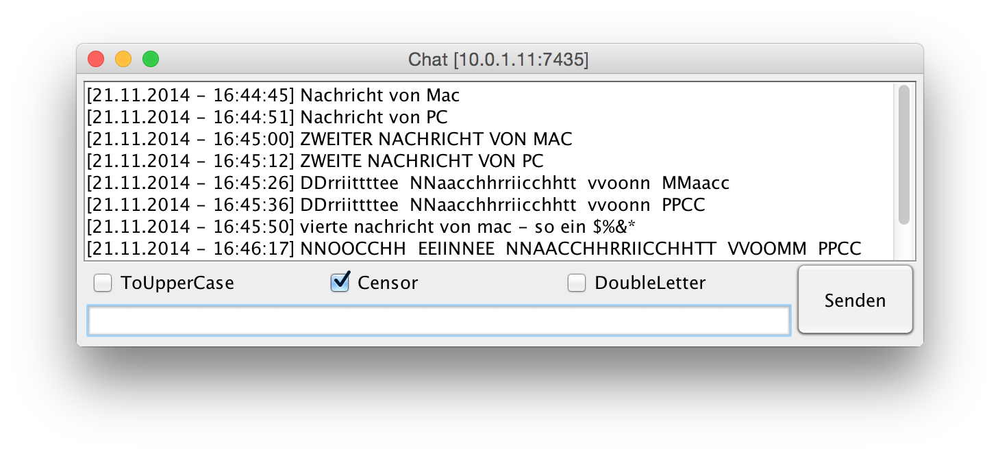 Chat [10.0.1.11:7435]
[21.11.2014 – 16:44:45] Nachricht von Mac
[21.11.2014 – 16:44:51] Nachricht von PC
[21.11.2014 – 16:45:00] ZWEITER NACHRICHT VON MAC
[21.11.2014 – 16:45:12] ZWEITE NACHRICHT VON PC
[21.11.2014 – 16:45:26] DDrriittttee  NNaacchhrriicchhtt  vvoonn  MMaacc
[21.11.2014 – 16:45:36] DDrriittttee  NNaacchhrriicchhtt  vvoonn  PPCC
[21.11.2014 – 16:45:50] vierte nachricht von mac – so ein $%&*
[21.11.2014 – 16:46:17] NNOOCCHH  EEIINNEE  NNAACCHHRRIICCHHTT  VVOOMM  PPCC
ToUpperCase Censor DoubleLetter
Senden